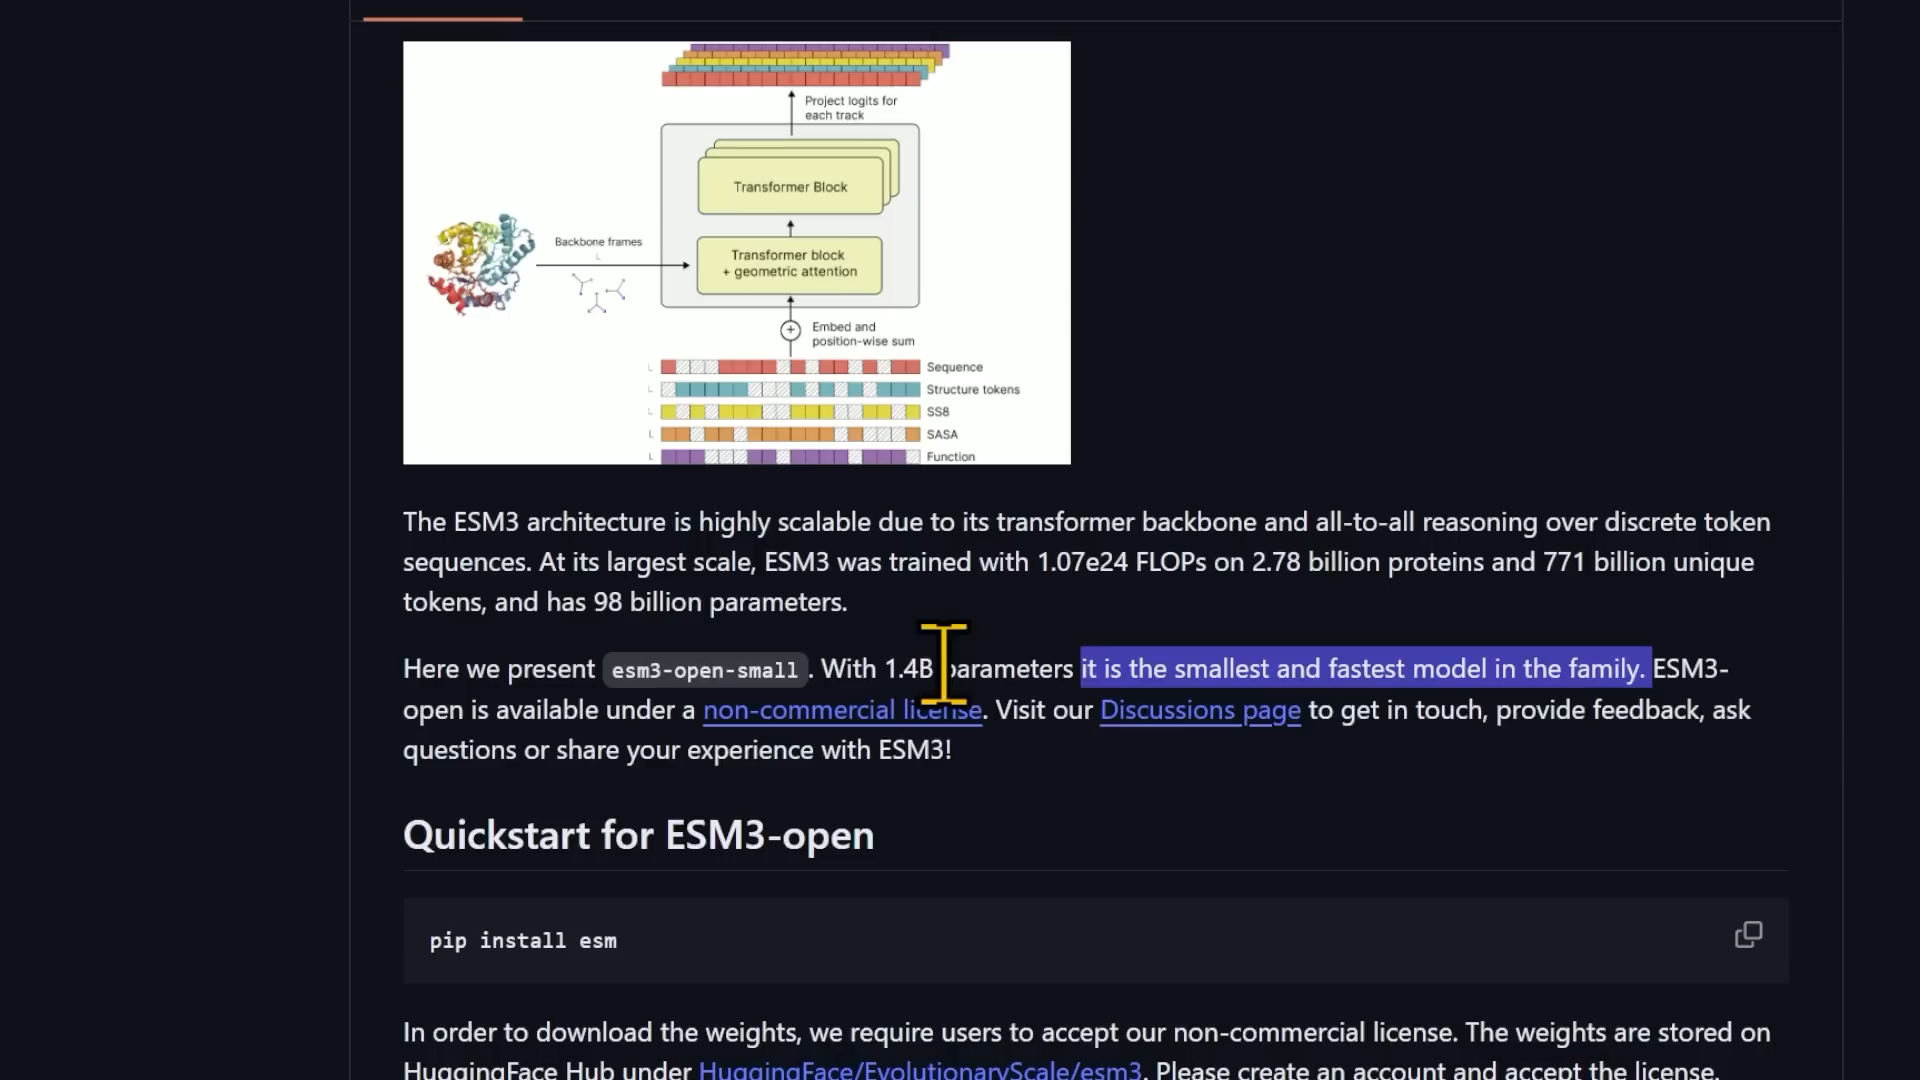 Project logits for
each track
Transformer Block
Backbone frames
L
Transformer block
+ geometric attention
+
Embed and
position-wise sum
L Sequence
L Structure tokens
L SS8
L SASA
L Function
The ESM3 architecture is highly scalable due to its transformer backbone and all-to-all reasoning over discrete token
sequences. At its largest scale, ESM3 was trained with 1.07e24 FLOPs on 2.78 billion proteins and 771 billion unique
tokens, and has 98 billion parameters.
Here we present esm3-open-small. With 1.4B parameters it is the smallest and fastest model in the family. ESM3-
open is available under a non-commercial license. Visit our Discussions page to get in touch, provide feedback, ask
questions or share your experience with ESM3!
Quickstart for ESM3-open
pip install esm
In order to download the weights, we require users to accept our non-commercial license. The weights are stored on
HuggingFace Hub under HuggingFace/EvolutionaryScale/esm3. Please create an account and accept the license.